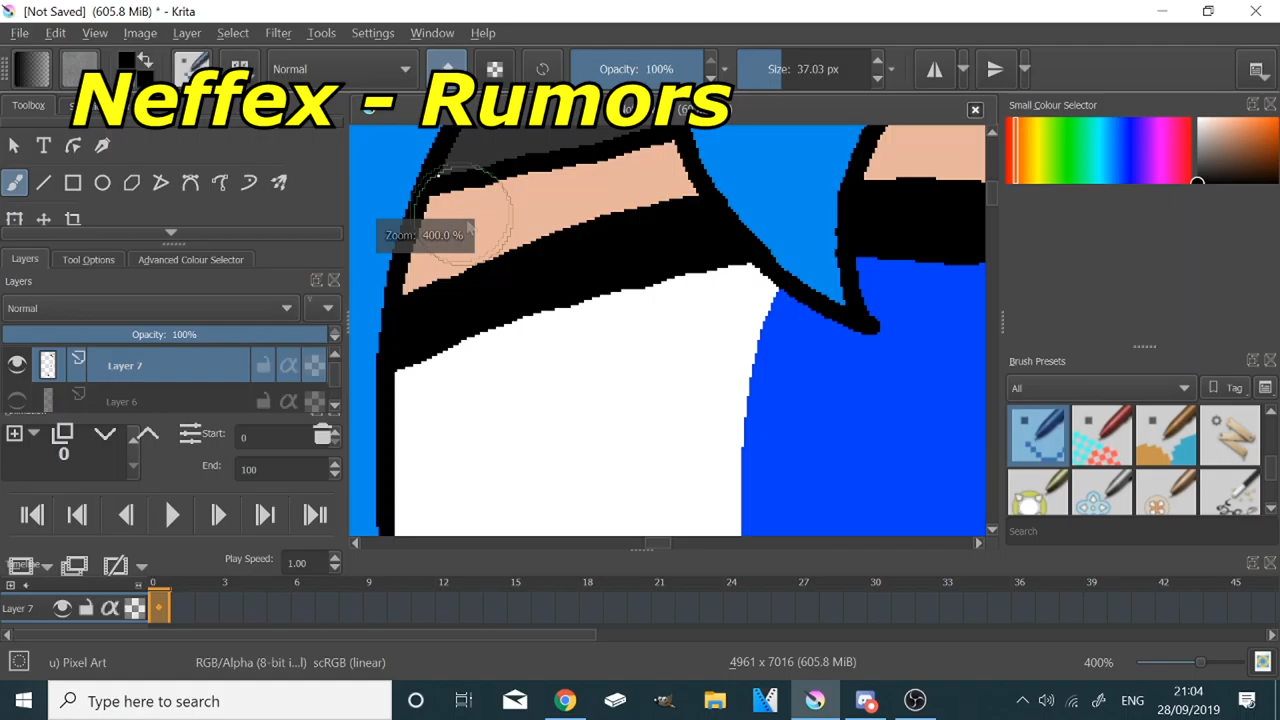 [Not Saved] (605.8 MiB) * - Krita
File Edit View Image Layer Select Filter Tools Settings Window Help
Normal
Opacity: 100%
Size: 37.03 px
Neffex - Rumors
Toolbox
Small Colour Selector
Zoom: 400.0 %
Layers Tool Options Advanced Colour Selector
Layers
Normal
Opacity: 100%
Layer 7
Layer 6
Start: 0
0
End: 100
Brush Presets
All
Tag
Search
Play Speed: 1.00
0 3 6 9 12 15 18 21 24 27 30 33 36 39 42 45
Layer 7
u) Pixel Art RGB/Alpha (8-bit i...l) scRGB (linear) 4961 x 7016 (605.8 MiB) 400%
Type here to search
ENG
21:04
28/09/2019